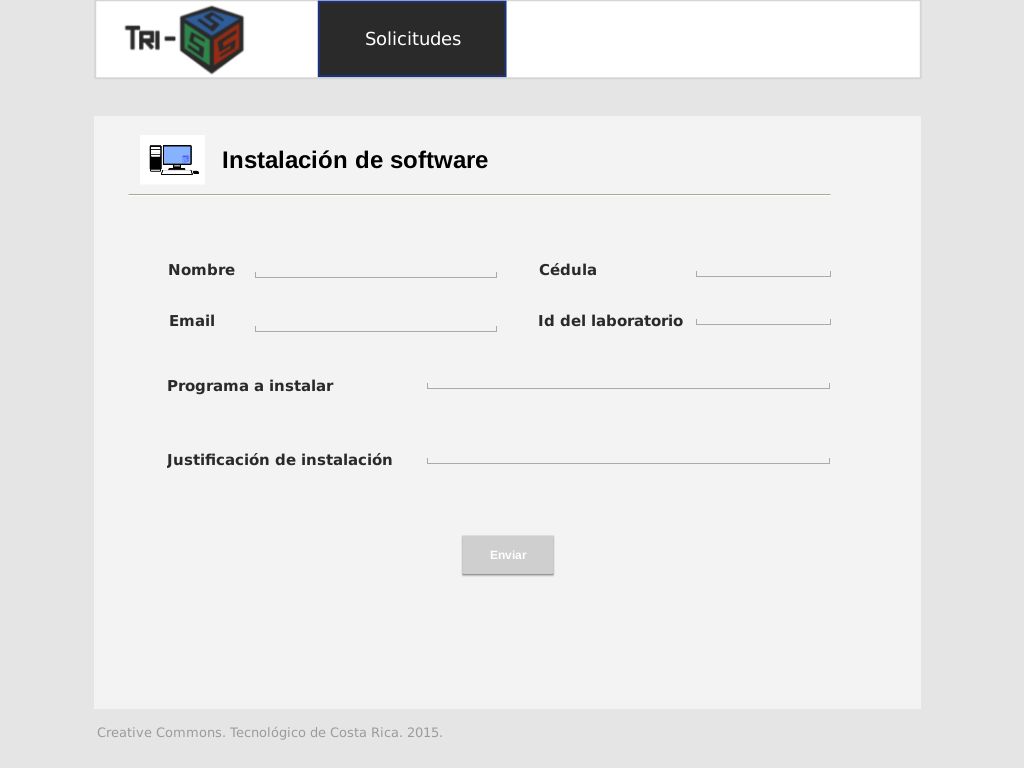 TRI-SSS
Solicitudes
Instalación de software
Nombre
Cédula
Email
Id del laboratorio
Programa a instalar
Justificación de instalación
Enviar
Creative Commons. Tecnológico de Costa Rica. 2015.